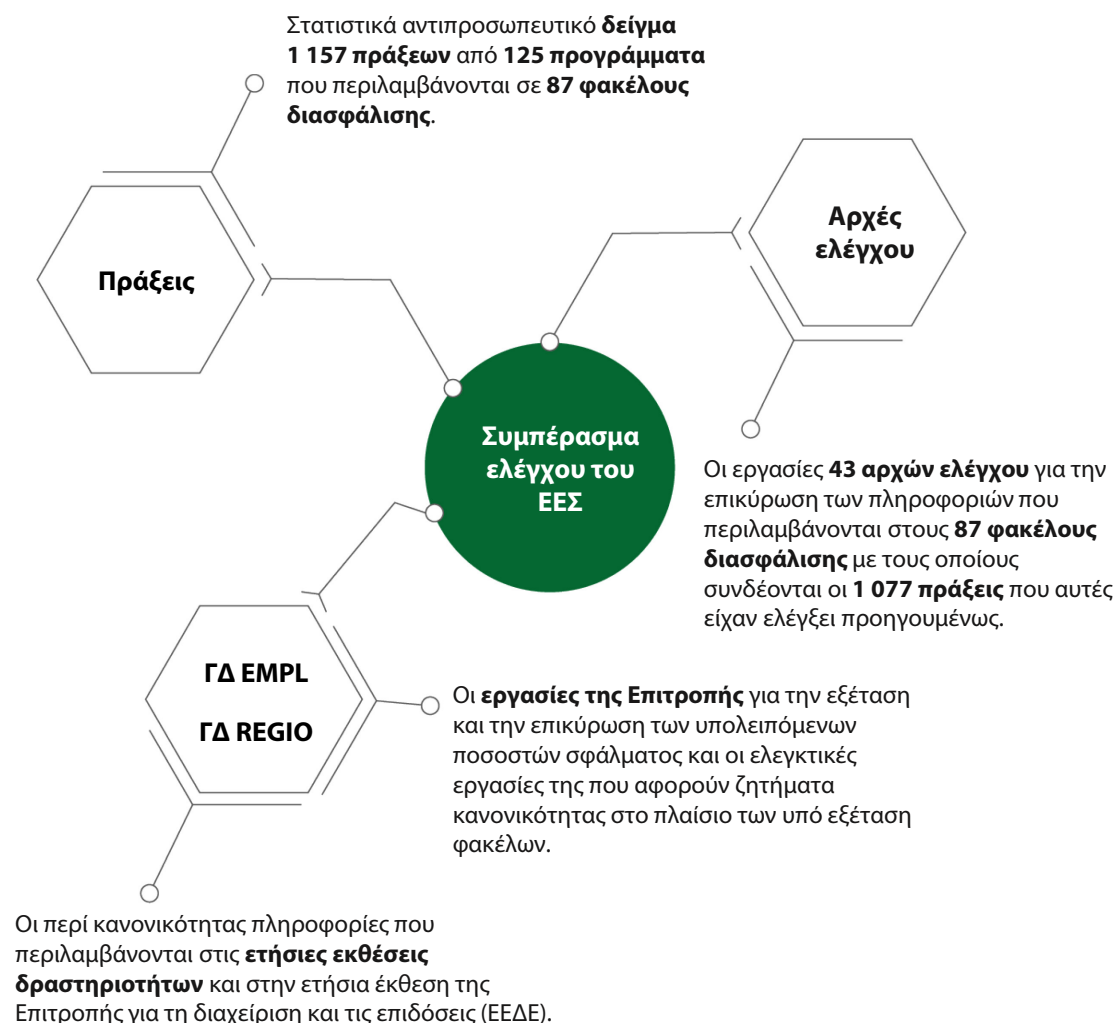 Στατιστικά αντιπροσωπευτικό δείγμα
1 157 πράξεων από 125 προγράμματα
που περιλαμβάνονται σε 87 φακέλους
διασφάλισης.
Πράξεις
Αρχές
ελέγχου
Συμπέρασμα
ελέγχου του
ΕΕΣ
Οι εργασίες 43 αρχών ελέγχου για την
επικύρωση των πληροφοριών που
περιλαμβάνονται στους 87 φακέλους
διασφάλισης με τους οποίους
συνδέονται οι 1 077 πράξεις που αυτές
είχαν ελέγξει προηγουμένως.
ΓΔ EMPL
ΓΔ REGIO
Οι εργασίες της Επιτροπής για την εξέταση
και την επικύρωση των υπολειπόμενων
ποσοστών σφάλματος και οι ελεγκτικές
εργασίες της που αφορούν ζητήματα
κανονικότητας στο πλαίσιο των υπό εξέταση
φακέλων.
Οι περί κανονικότητας πληροφορίες που
περιλαμβάνονται στις ετήσιες εκθέσεις
δραστηριοτήτων και στην ετήσια έκθεση της
Επιτροπής για τη διαχείριση και τις επιδόσεις (ΕΕΔΕ).